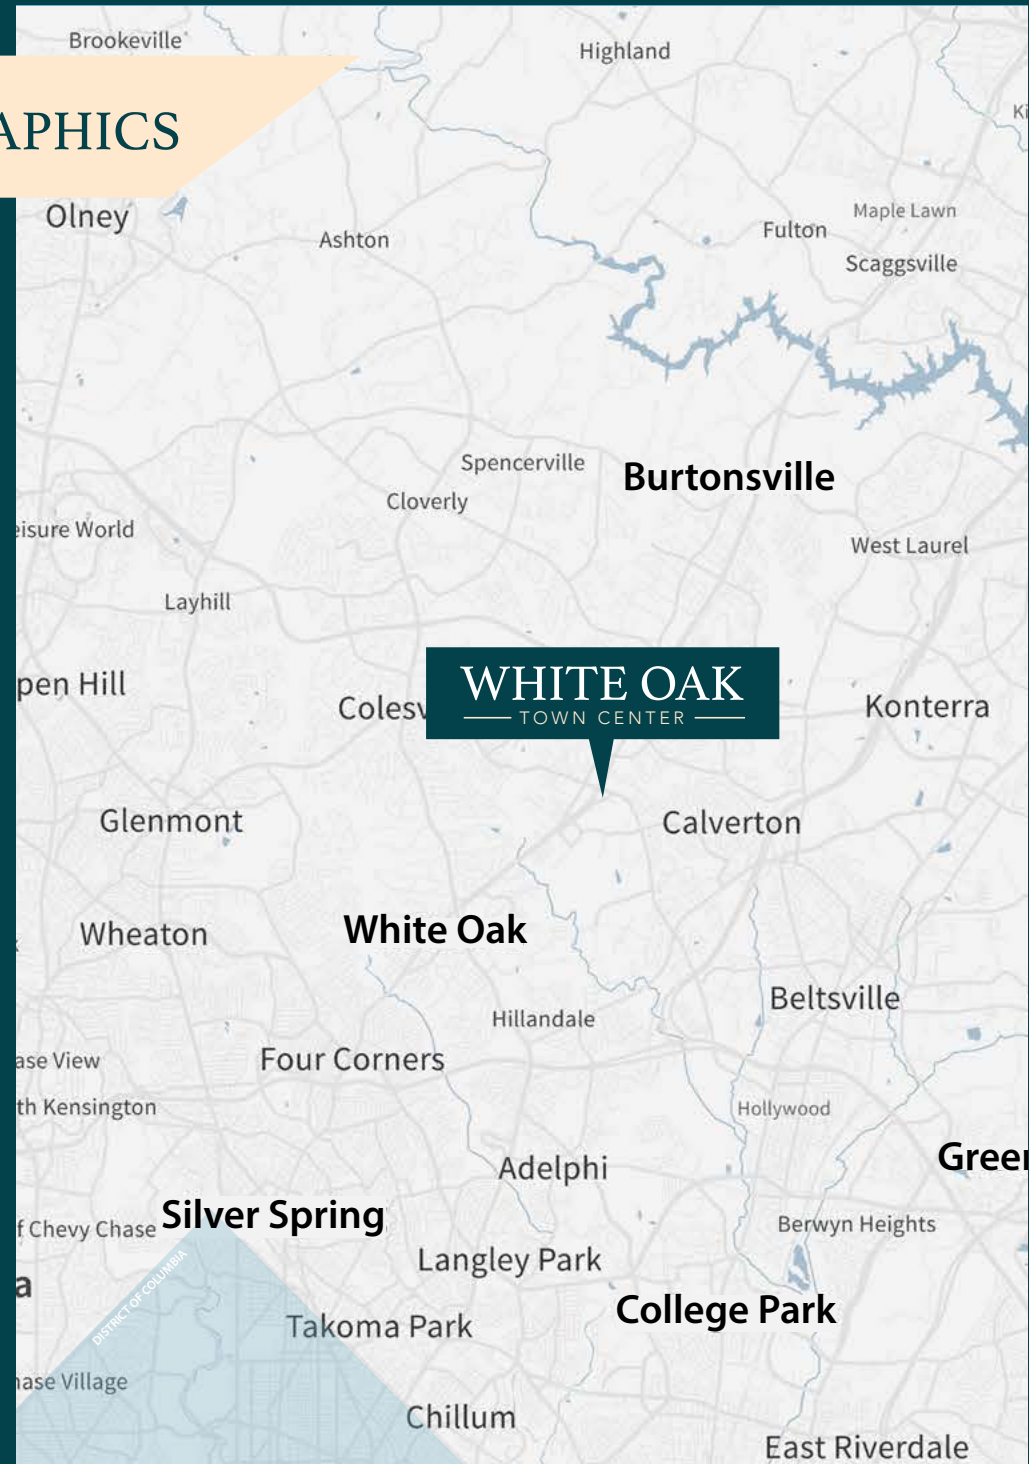 Brookeville
Highland
APHICS
Olney
Ashton
Maple Lawn
Fulton
Scaggsville
Spencerville
Burtonsville
Cloverly
eisure World
West Laurel
Layhill
WHITE OAK
TOWN CENTER
pen Hill
Colesv
Konterra
Glenmont
Calverton
Wheaton
White Oak
Beltsville
Hillandale
Four Corners
ase View
th Kensington
Hollywood
Green
Adelphi
Silver Spring
f Chevy Chase
Berwyn Heights
Langley Park
a
DISTRICT OF COLUMBIA
College Park
Takoma Park
hase Village
Chillum
East Riverdale